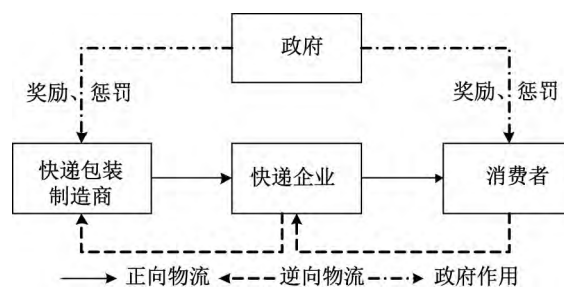 政府
奖励、惩罚
奖励、惩罚
快递包装
制造商
快递企业
消费者
正向物流
逆向物流
政府作用